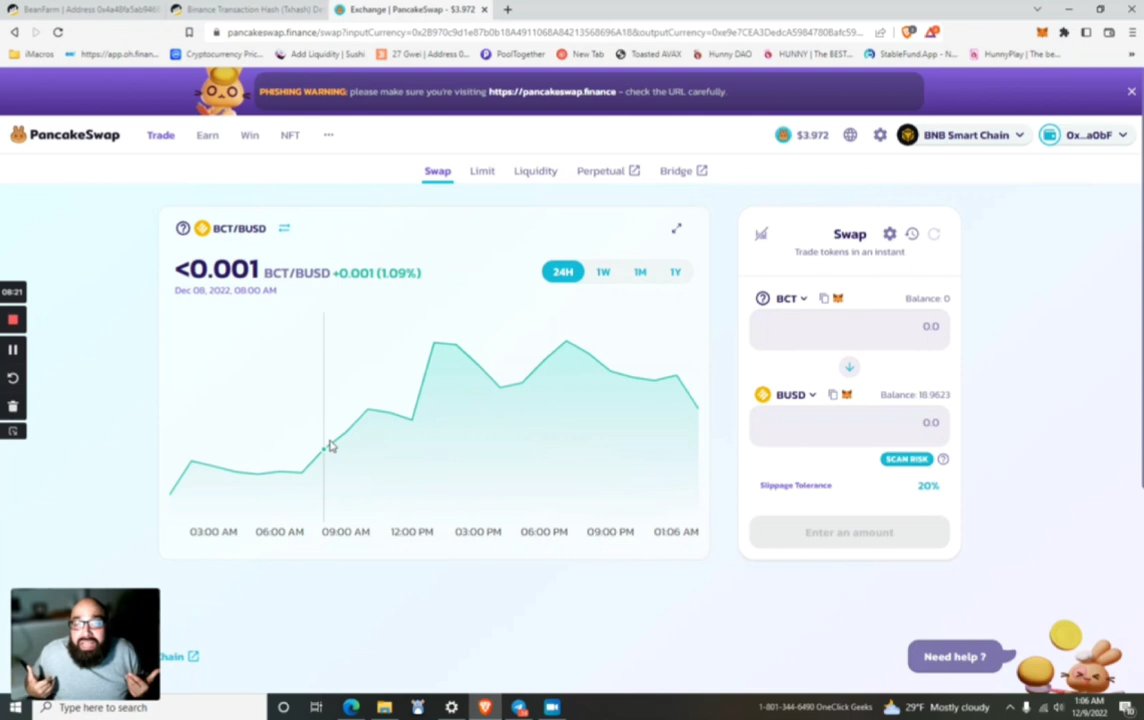 BeanFarm | Address 0x4a48fa5ab9460
Binance Transaction Hash (Txhash) De
Exchange | PancakeSwap - $3.972
pancakeswap.finance/swap?inputCurrency=0x28970c9d1e87b0b18A4911068A84213568696A18&outputCurrency=0xe9e7CEA3DedcA5984780Bafc59...
iMacros
https://app.oh.finan...
Cryptocurrency Pric...
Add Liquidity | Sushi
27 Gwei | Address 0...
PoolTogether
New Tab
Toasted AVAX
Hunny DAO
HUNNY | The BEST...
StableFund.App - N...
HunnyPlay | The be...
PHISHING WARNING: please make sure you're visiting https://pancakeswap.finance - check the URL carefully.
PancakeSwap
Trade
Earn
Win
NFT
$3.972
BNB Smart Chain
0x...a0bF
Swap
Limit
Liquidity
Perpetual
Bridge
BCT/BUSD
<0.001 BCT/BUSD +0.001 (1.09%)
Dec 08, 2022, 08:00 AM
24H
1W
1M
1Y
03:00 AM
06:00 AM
09:00 AM
12:00 PM
03:00 PM
06:00 PM
09:00 PM
01:06 AM
Swap
Trade tokens in an instant
BCT
Balance: 0
0.0
BUSD
Balance: 18.9623
0.0
SCAN RISK
Slippage Tolerance
20%
Enter an amount
08:21
hain
Need help ?
Type here to search
1-801-344-6490 OneClick Geeks
29°F Mostly cloudy
1:06 AM
12/9/2022